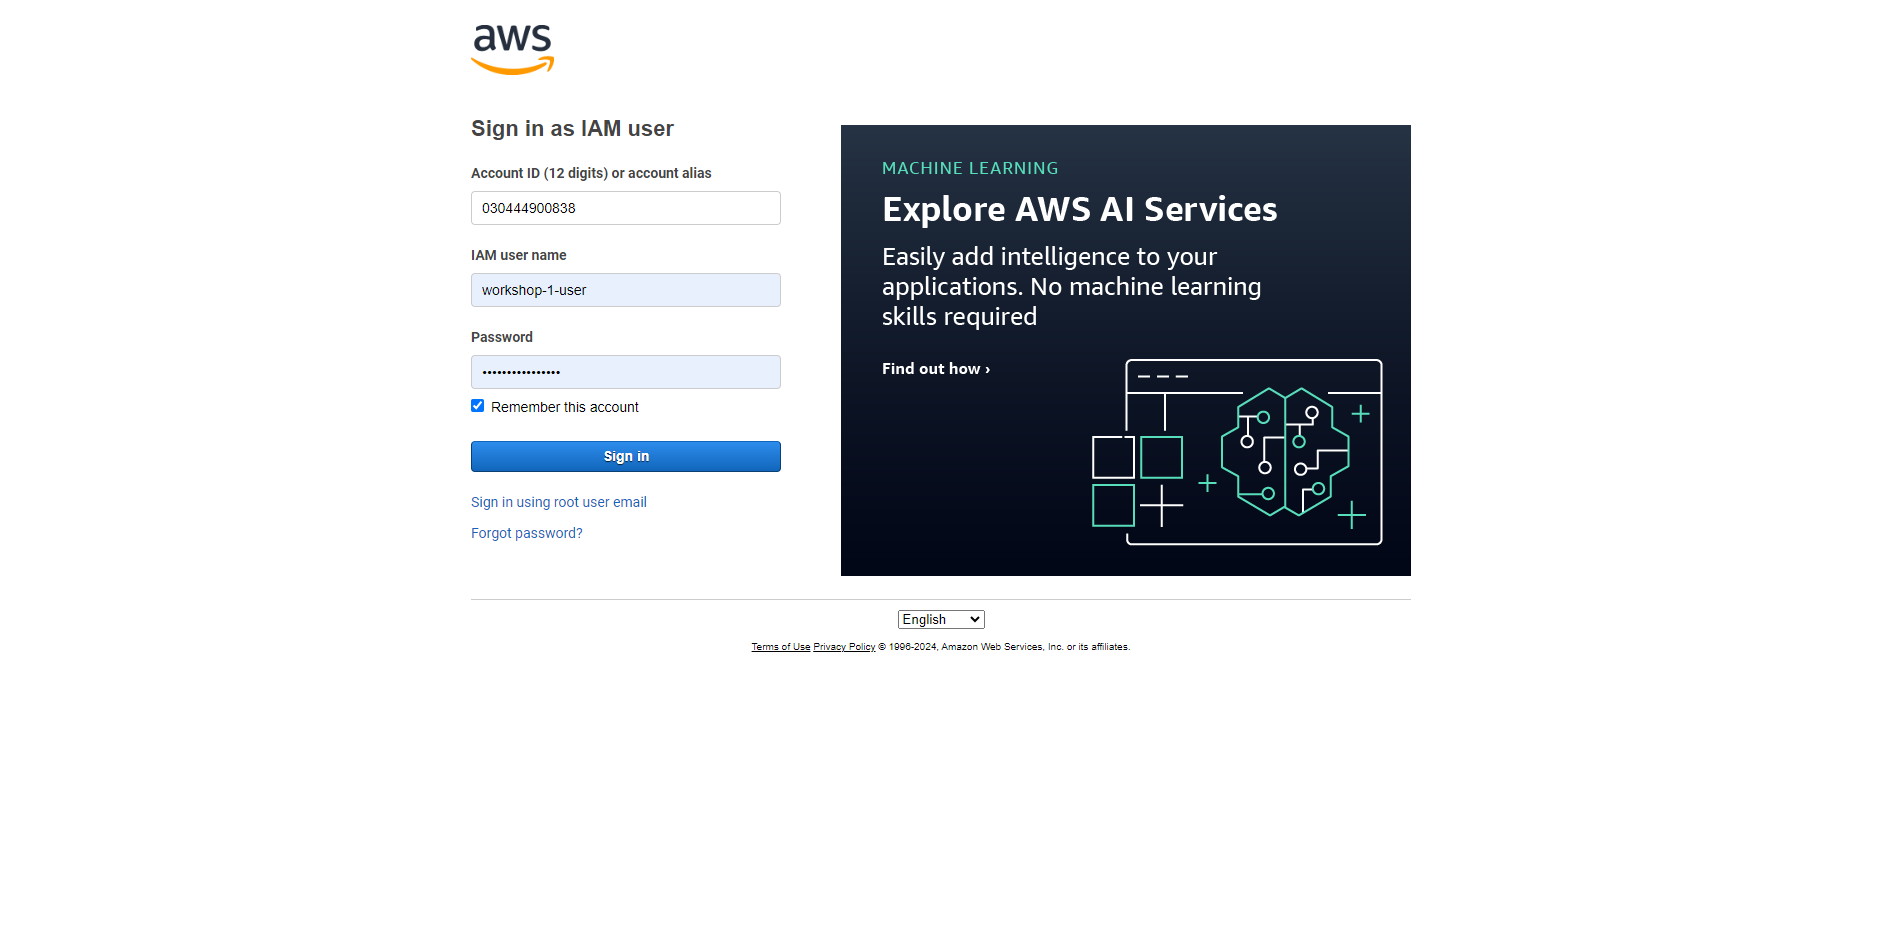 aws
Sign in as IAM user
Account ID (12 digits) or account alias
030444900838
IAM user name
workshop-1-user
Password
••••••••••••••••
Remember this account
Sign in
Sign in using root user email
Forgot password?
MACHINE LEARNING
Explore AWS AI Services
Easily add intelligence to your
applications. No machine learning
skills required
Find out how ›
English
Terms of Use Privacy Policy © 1996-2024, Amazon Web Services, Inc. or its affiliates.